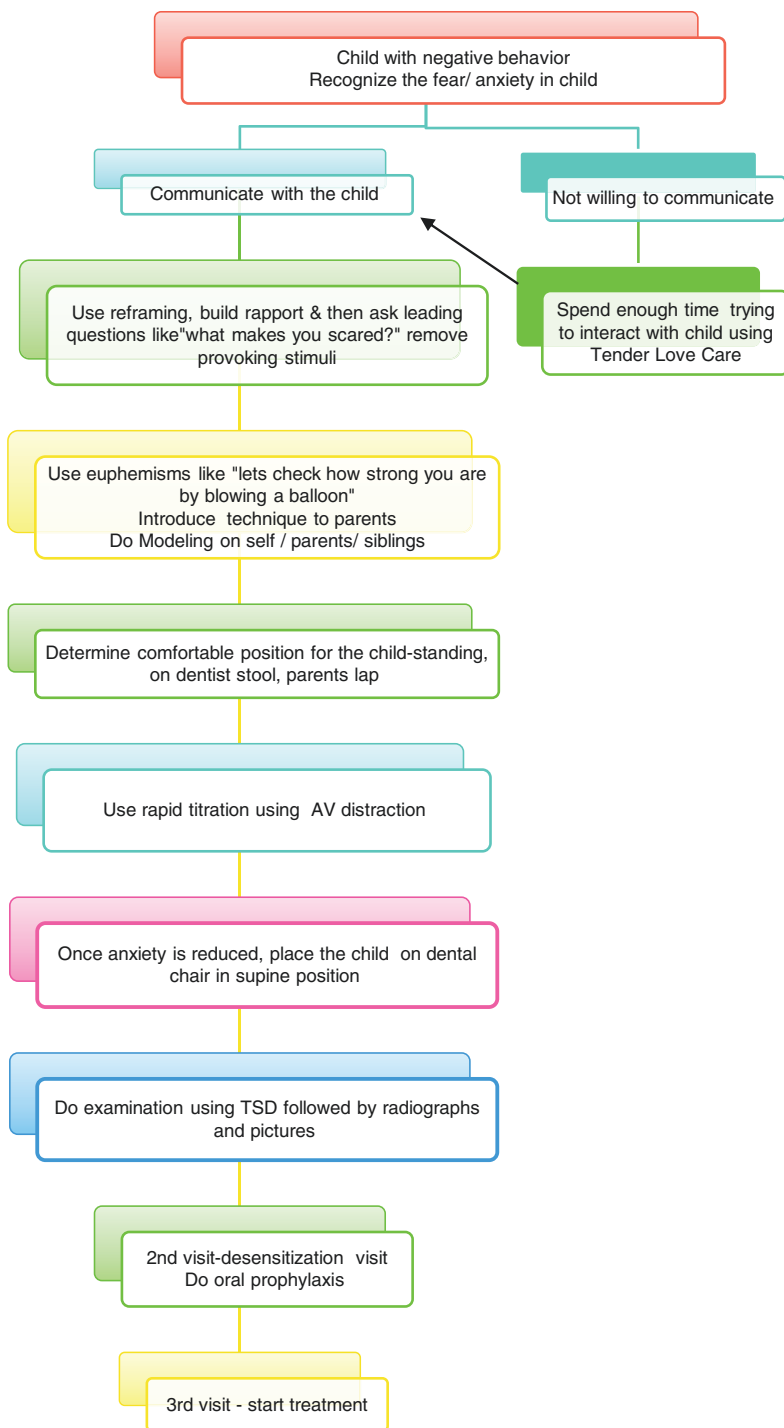 Child with negative behavior
Recognize the fear/ anxiety in child
Communicate with the child
Not willing to communicate
Use reframing, build rapport & then ask leading
questions like"what makes you scared?" remove
provoking stimuli
Spend enough time trying
to interact with child using
Tender Love Care
Use euphemisms like "lets check how strong you are
by blowing a balloon"
Introduce technique to parents
Do Modeling on self / parents/ siblings
Determine comfortable position for the child-standing,
on dentist stool, parents lap
Use rapid titration using AV distraction
Once anxiety is reduced, place the child on dental
chair in supine position
Do examination using TSD followed by radiographs
and pictures
2nd visit-desensitization visit
Do oral prophylaxis
3rd visit - start treatment